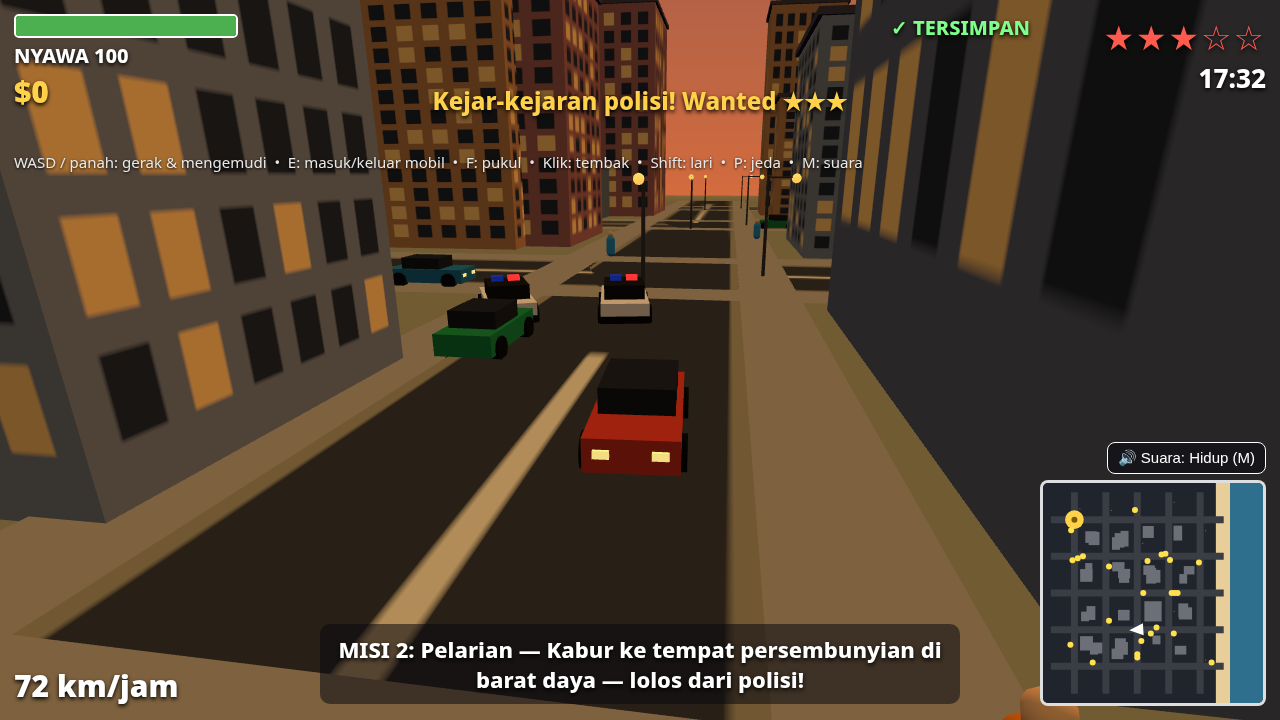 NYAWA 100
$0
✓ TERSIMPAN
★★★☆☆
17:32
Kejar-kejaran polisi! Wanted ★★★
WASD / panah: gerak & mengemudi • E: masuk/keluar mobil • F: pukul • Klik: tembak • Shift: lari • P: jeda • M: suara
🔊 Suara: Hidup (M)
MISI 2: Pelarian — Kabur ke tempat persembunyian di
barat daya — lolos dari polisi!
72 km/jam